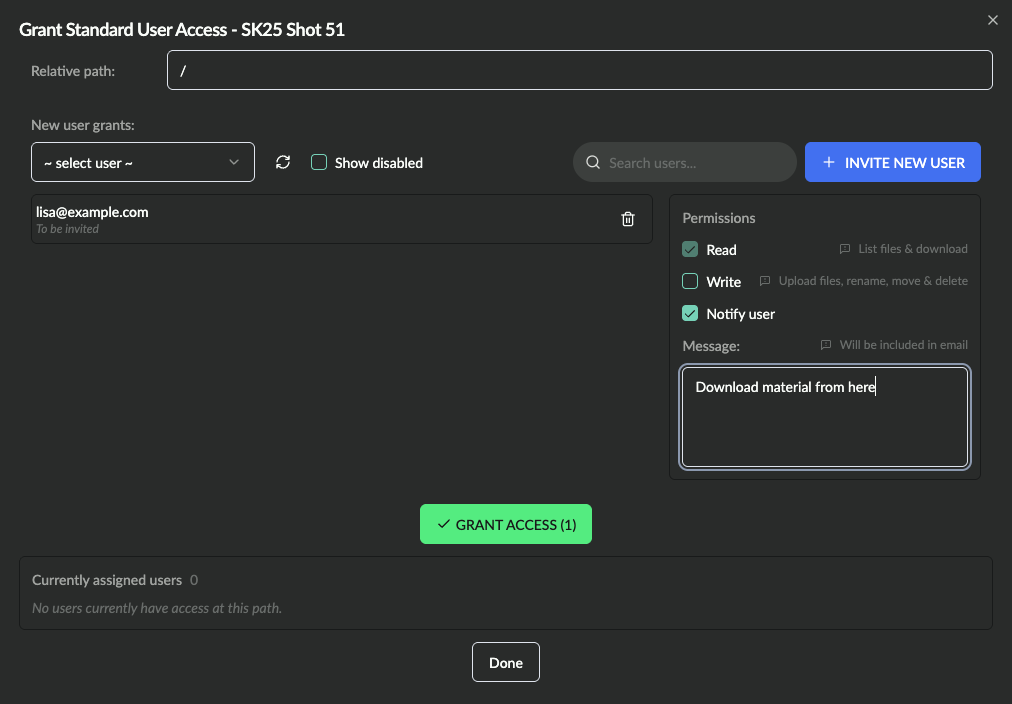 Grant Standard User Access - SK25 Shot 51
Relative path:
/
New user grants:
~ select user ~
Show disabled
Search users...
INVITE NEW USER
lisa@example.com
To be invited
Permissions
Read
List files & download
Write
Upload files, rename, move & delete
Notify user
Message:
Will be included in email
Download material from here
GRANT ACCESS (1)
Currently assigned users 0
No users currently have access at this path.
Done